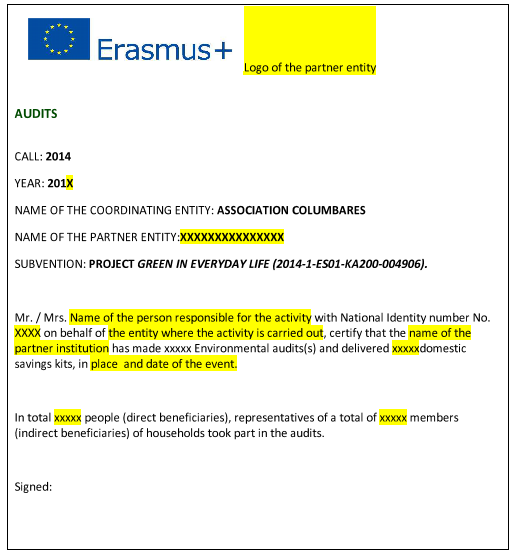 Erasmus+
Logo of the partner entity
AUDITS
CALL: 2014
YEAR: 201X
NAME OF THE COORDINATING ENTITY: ASSOCIATION COLUMBARES
NAME OF THE PARTNER ENTITY:XXXXXXXXXXXXXXX
SUBVENTION: PROJECT GREEN IN EVERYDAY LIFE (2014-1-ES01-KA200-004906).
Mr. / Mrs. Name of the person responsible for the activity with National Identity number No.
XXXX on behalf of the entity where the activity is carried out, certify that the name of the
partner institution has made xxxxx Environmental audits(s) and delivered xxxxxdomestic
savings kits, in place and date of the event.
In total xxxxx people (direct beneficiaries), representatives of a total of xxxxx members
(indirect beneficiaries) of households took part in the audits.
Signed: